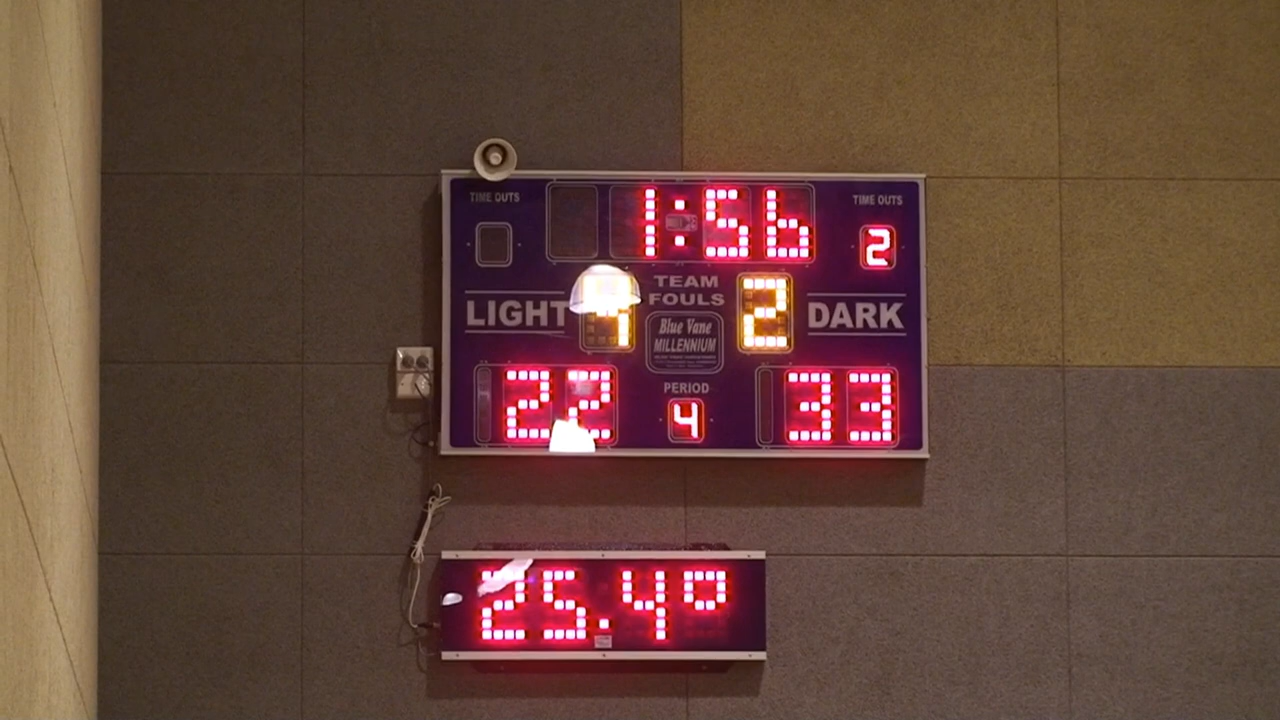 TIME OUTS
1:56
TIME OUTS
2
LIGHT
TEAM
FOULS
2
DARK
Blue Vane
MILLENNIUM
22
PERIOD
4
33
25.4°